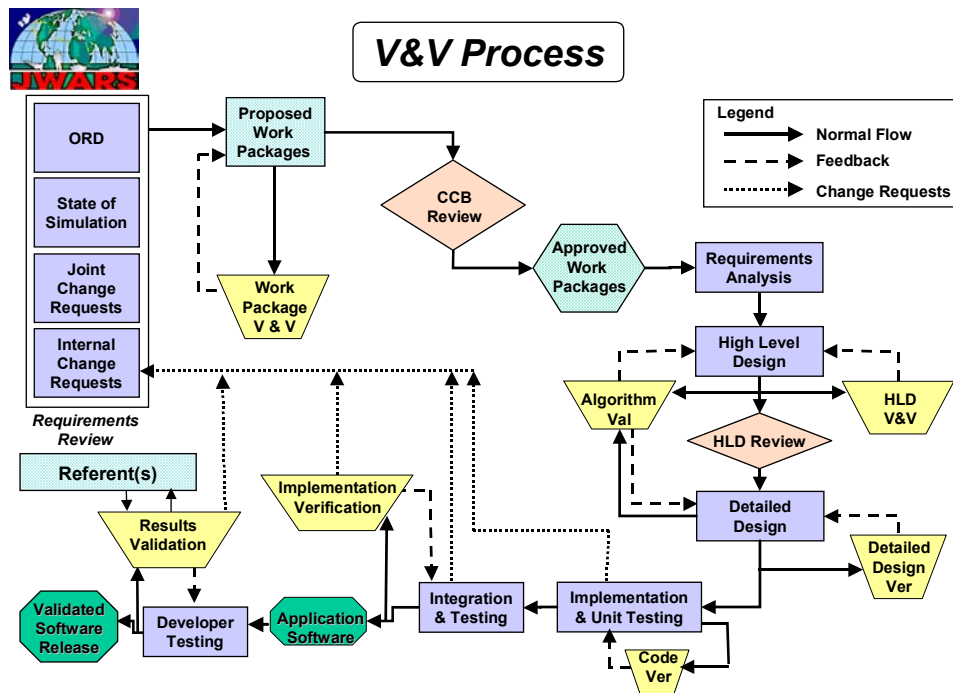 V&V Process
JWARS
ORD
State of
Simulation
Joint
Change
Requests
Internal
Change
Requests
Requirements
Review
Proposed
Work
Packages
Work
Package
V & V
CCB
Review
Approved
Work
Packages
Legend
Normal Flow
Feedback
Change Requests
Requirements
Analysis
High Level
Design
Algorithm
Val
HLD
V&V
HLD Review
Detailed
Design
Detailed
Design
Ver
Referent(s)
Results
Validation
Implementation
Verification
Validated
Software
Release
Developer
Testing
Application
Software
Integration
& Testing
Implementation
& Unit Testing
Code
Ver